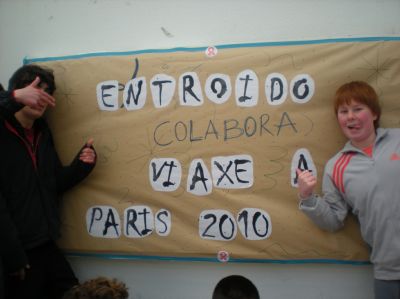 ENTROIDO
(COLABORA)
VIAXE A
PARIS 2010